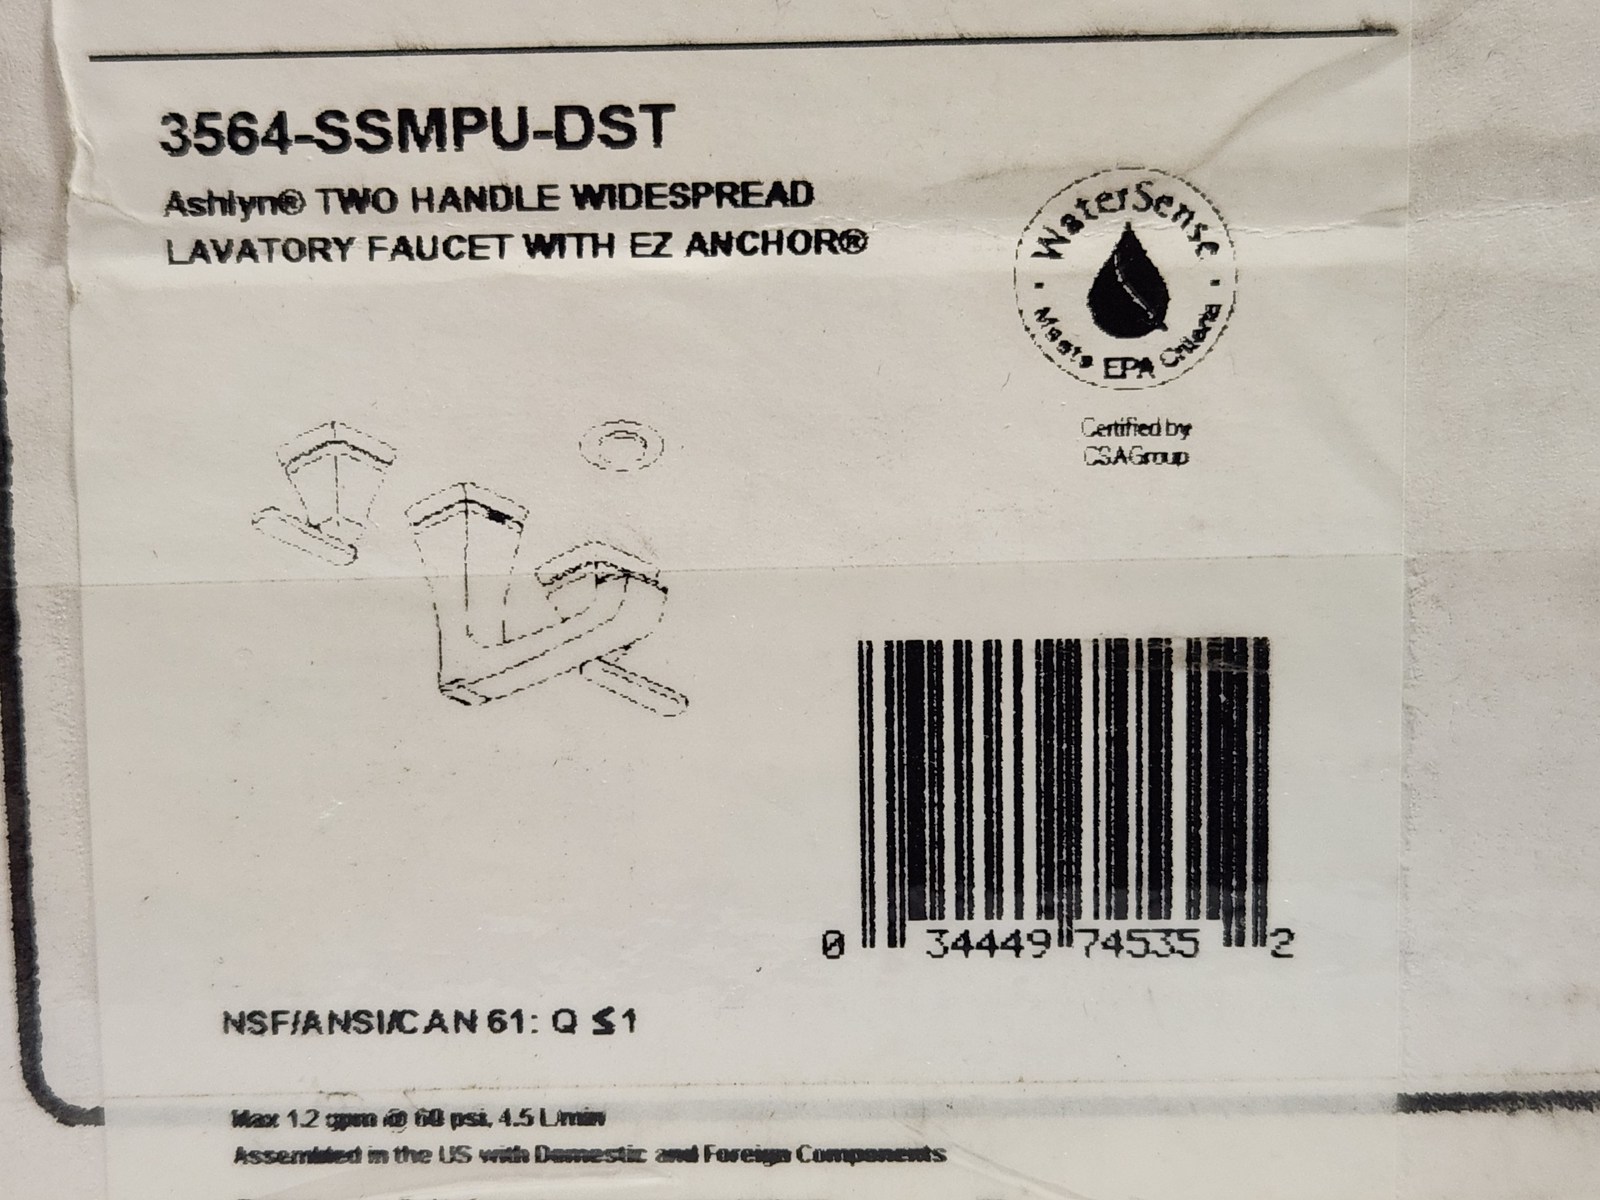 3564-SSMPU-DST
Ashlyn® TWO HANDLE WIDESPREAD
LAVATORY FAUCET WITH EZ ANCHOR®
WaterSense
Meets EPA Criteria
Certified by
CSA Group
0 34449 74535 2
NSF/ANSI/CAN 61: Q ≤ 1
Max 1.2 gpm @ 60 psi, 4.5 L/min
Assembled in the US with Domestic and Foreign Components